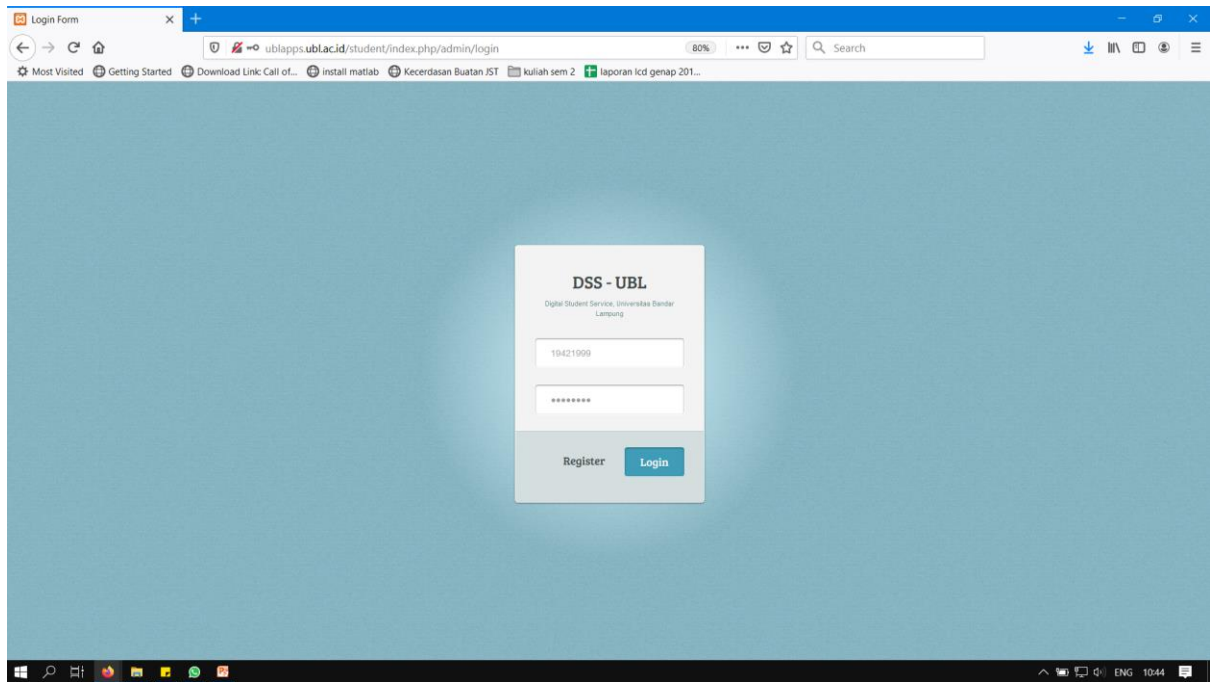 Login Form
ublapps.ubl.ac.id/student/index.php/admin/login
80%
Search
Most Visited Getting Started Download Link: Call of... install matlab Kecerdasan Buatan JST kuliah sem 2 laporan lcd genap 201...
DSS - UBL
Digital Student Service, Universitas Bandar
Lampung
19421999
••••••••
Register Login
ENG 10:44